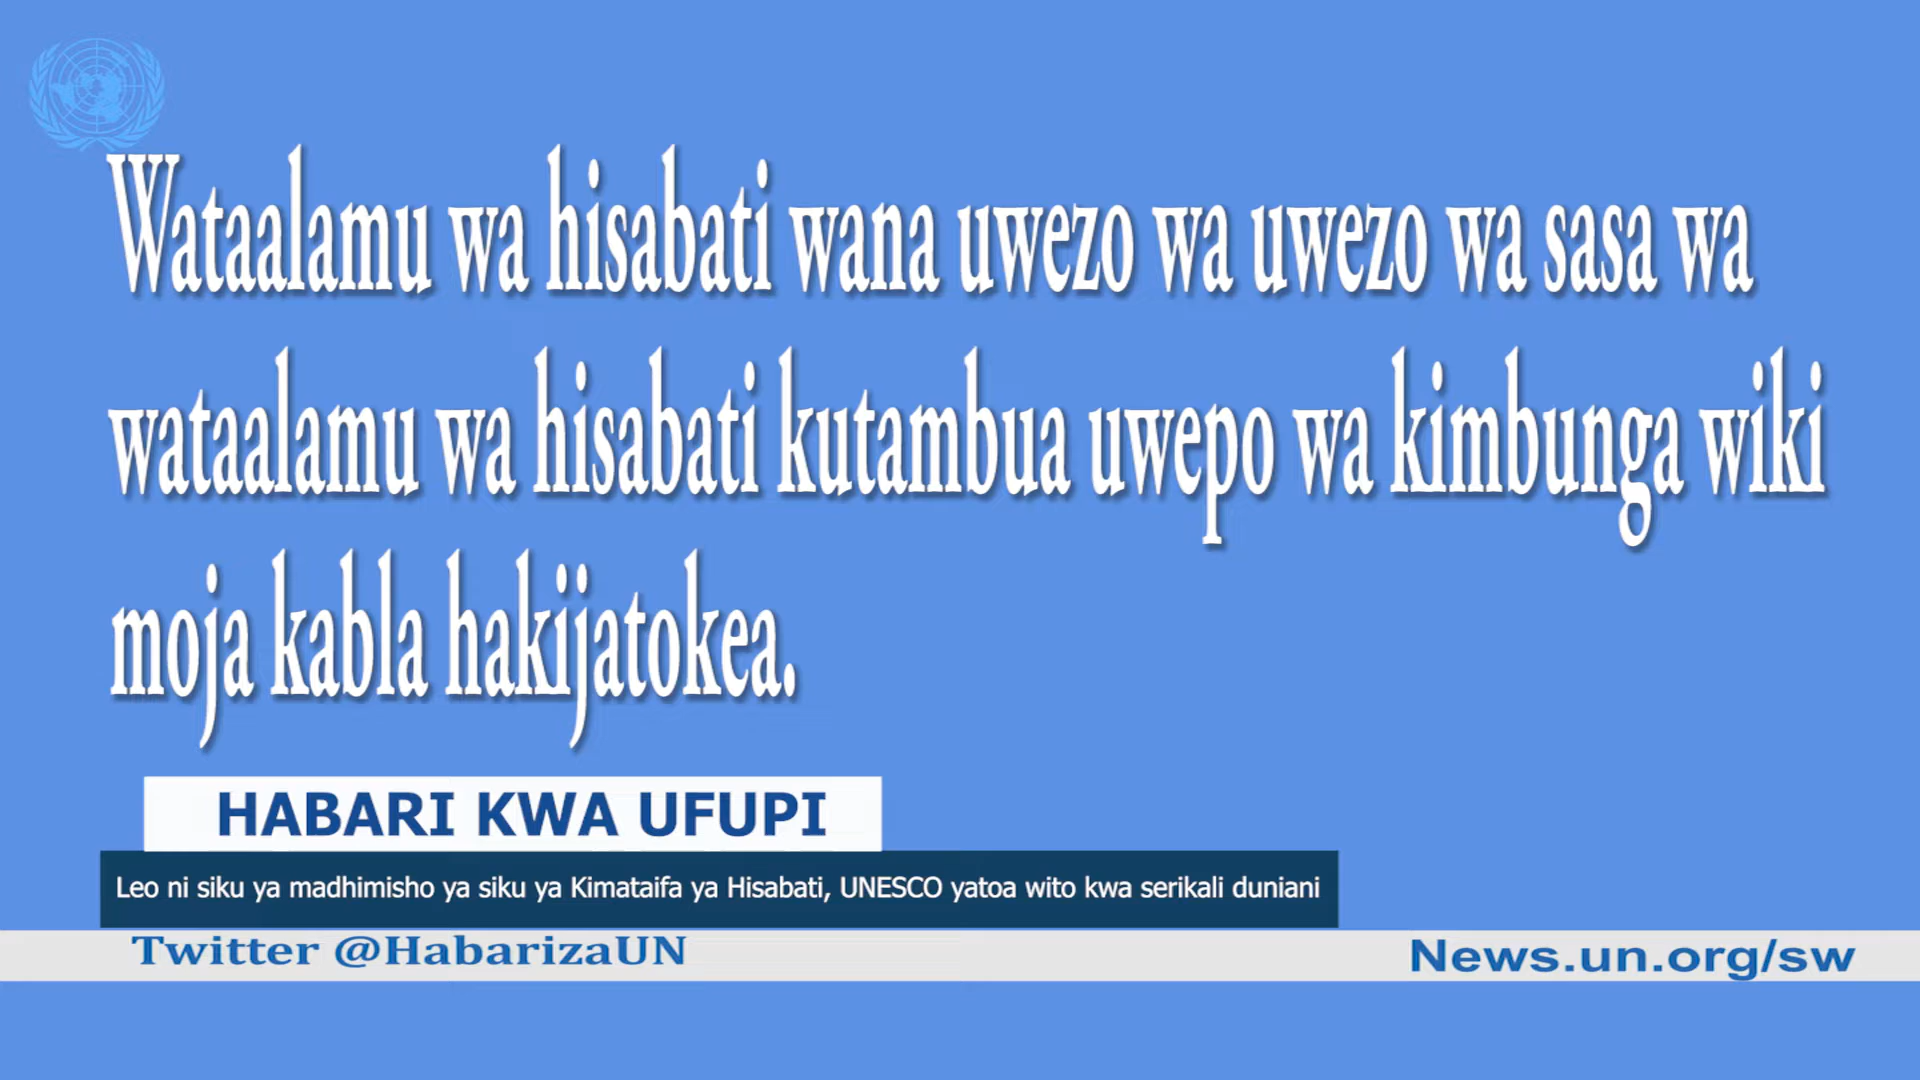 Wataalamu wa hisabati wana uwezo wa uwezo wa sasa wa
wataalamu wa hisabati kutambua uwepo wa kimbunga wiki
moja kabla hakijatokea.
HABARI KWA UFUPI
Leo ni siku ya madhimisho ya siku ya Kimataifa ya Hisabati, UNESCO yatoa wito kwa serikali duniani
Twitter @HabarizaUN
News.un.org/sw